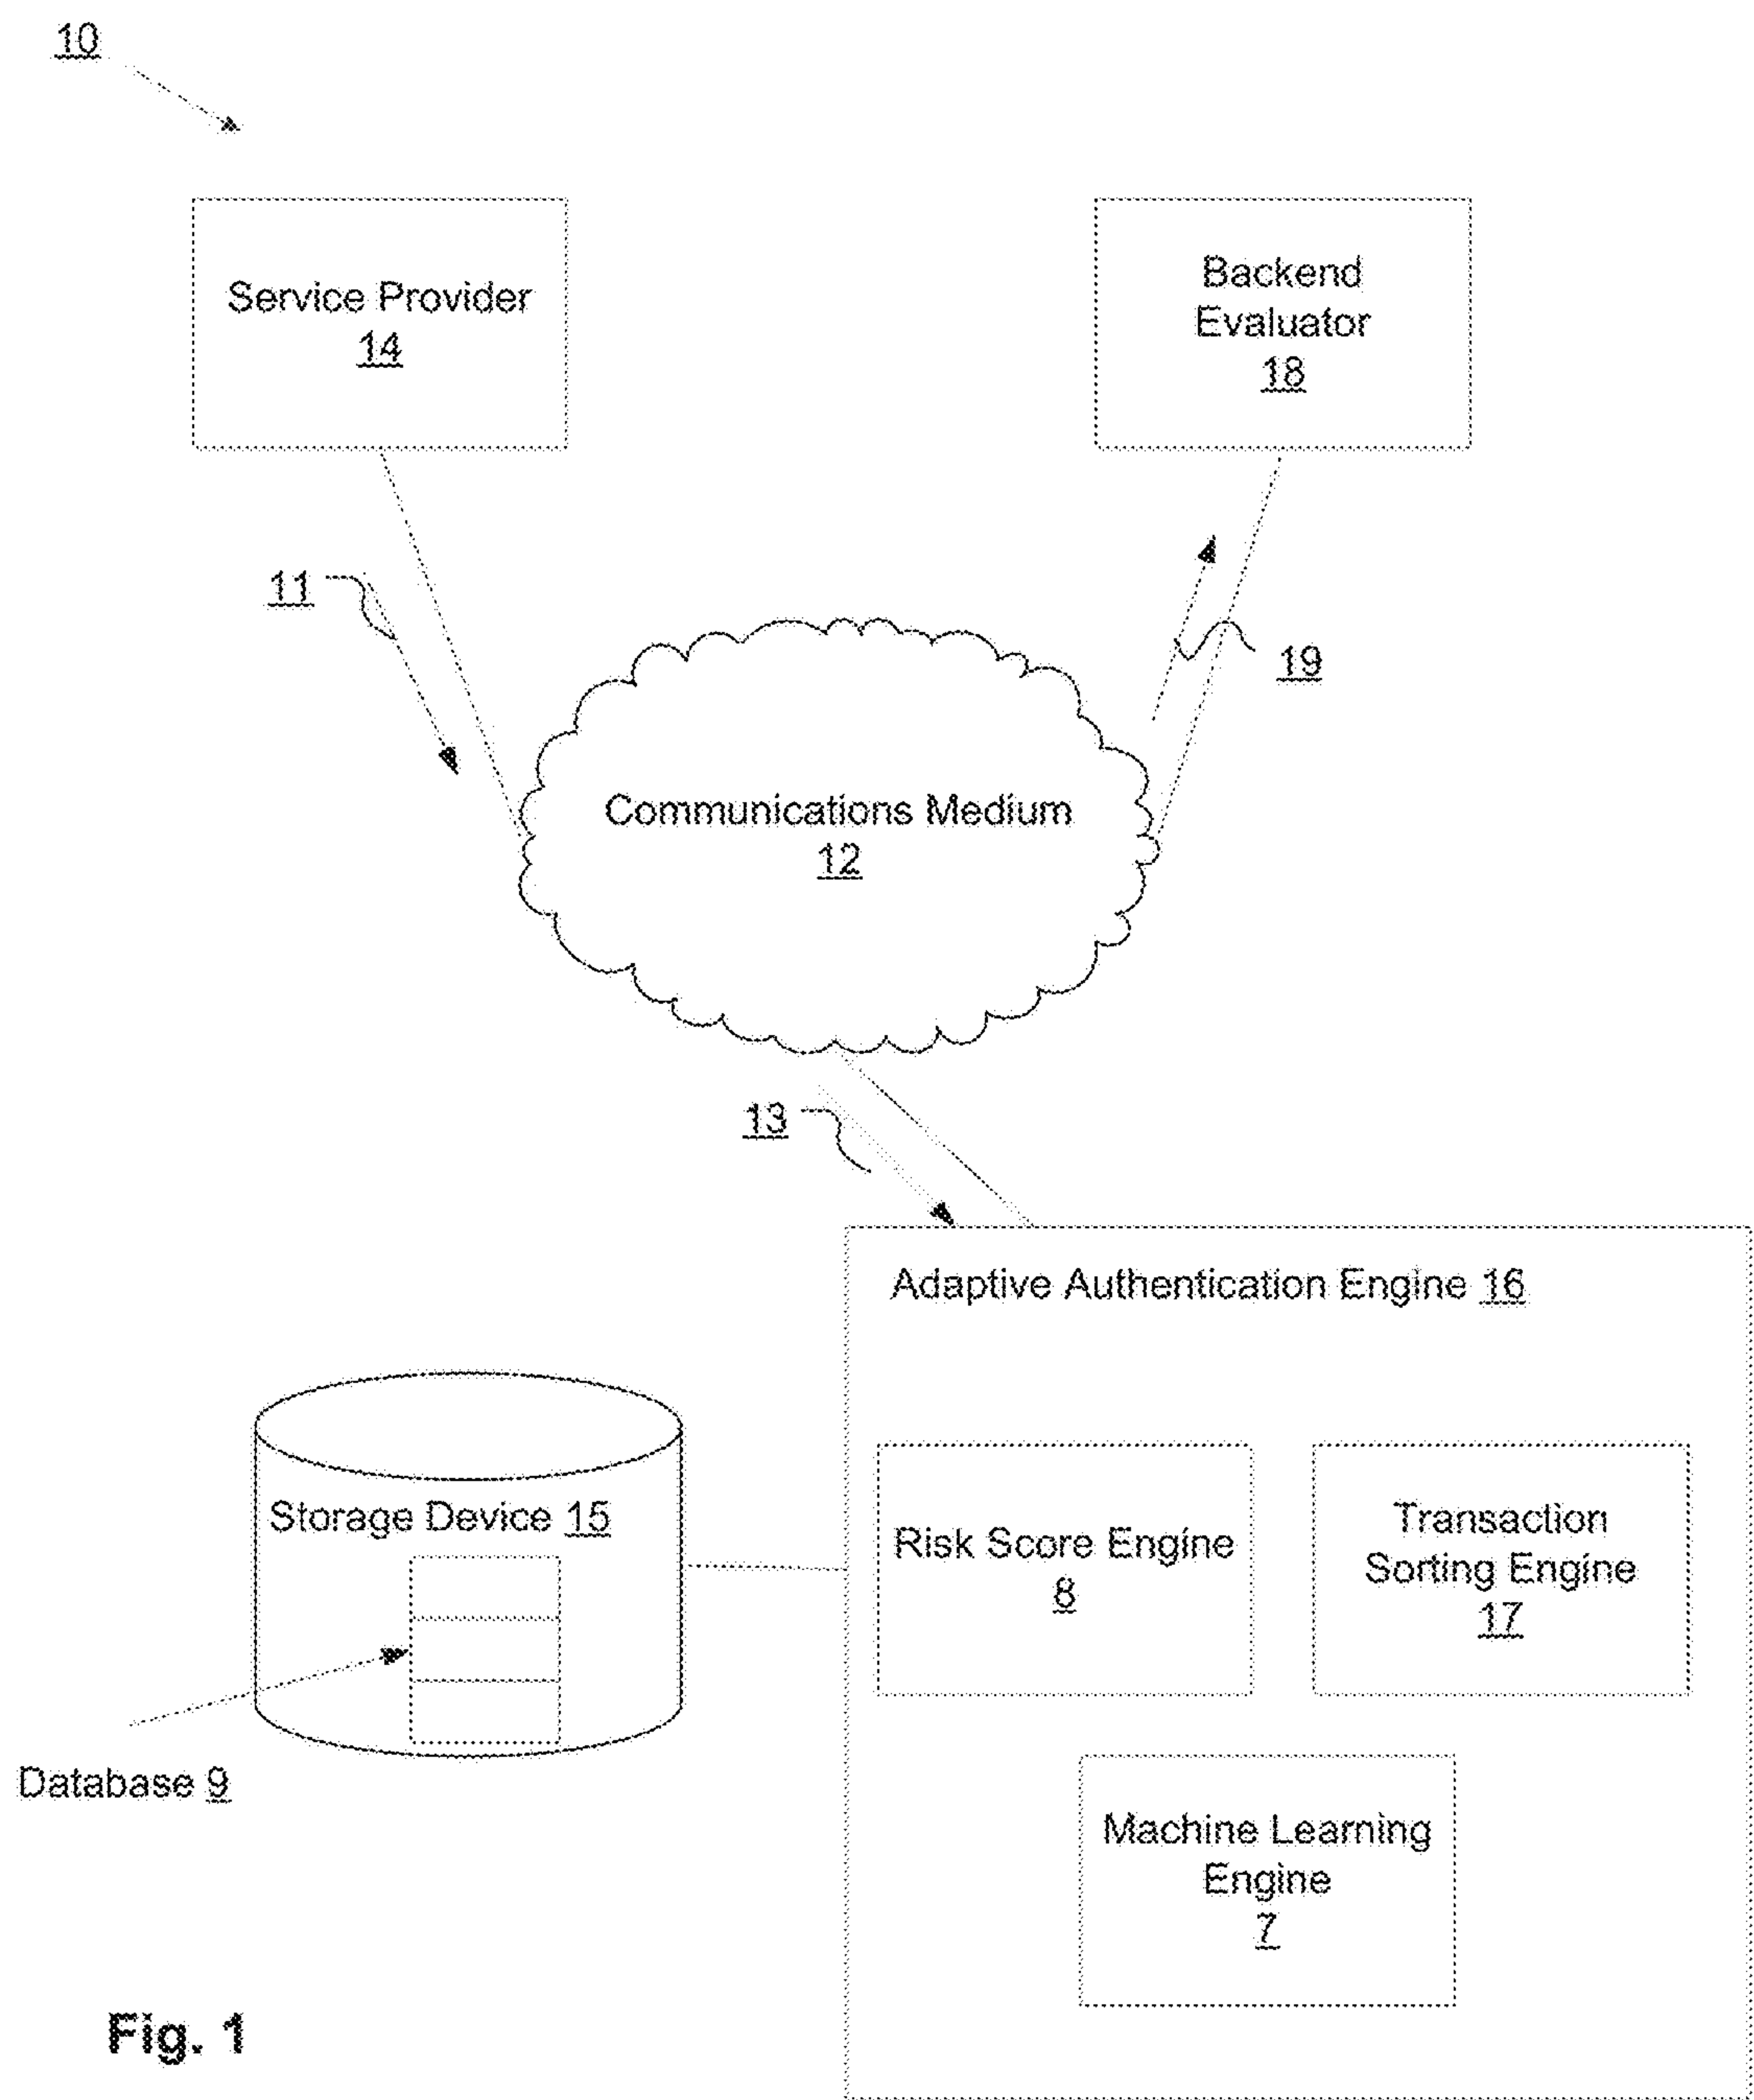 10
Service Provider
14
Backend
Evaluator
18
11
19
Communications Medium
12
13
Adaptive Authentication Engine 16
Storage Device 15
Risk Score Engine
8
Transaction
Sorting Engine
17
Database 9
Machine Learning
Engine
7
Fig. 1